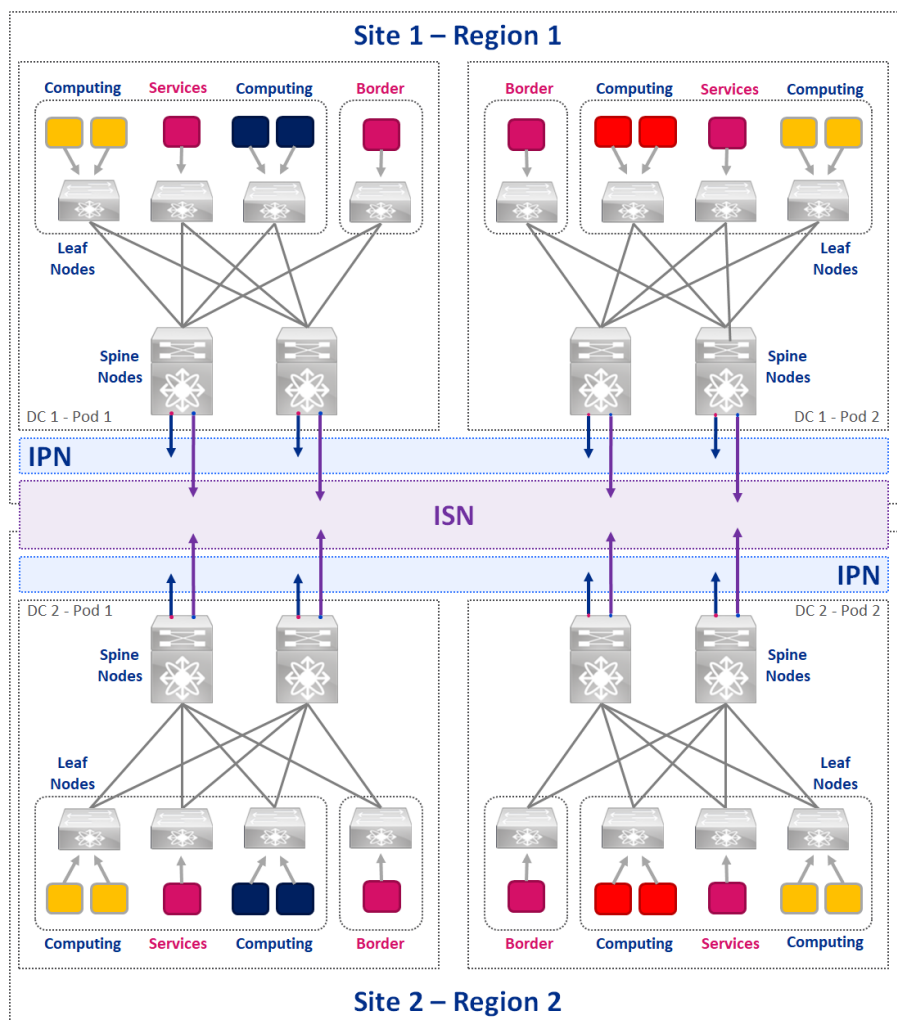 Site 1 – Region 1
Computing
Services
Computing
Border
Border
Computing
Services
Computing
Leaf
Nodes
Leaf
Nodes
Spine
Nodes
Spine
Nodes
DC 1 - Pod 1
DC 1 - Pod 2
IPN
ISN
IPN
DC 2 - Pod 1
DC 2 - Pod 2
Spine
Nodes
Spine
Nodes
Leaf
Nodes
Leaf
Nodes
Computing
Services
Computing
Border
Border
Computing
Services
Computing
Site 2 – Region 2